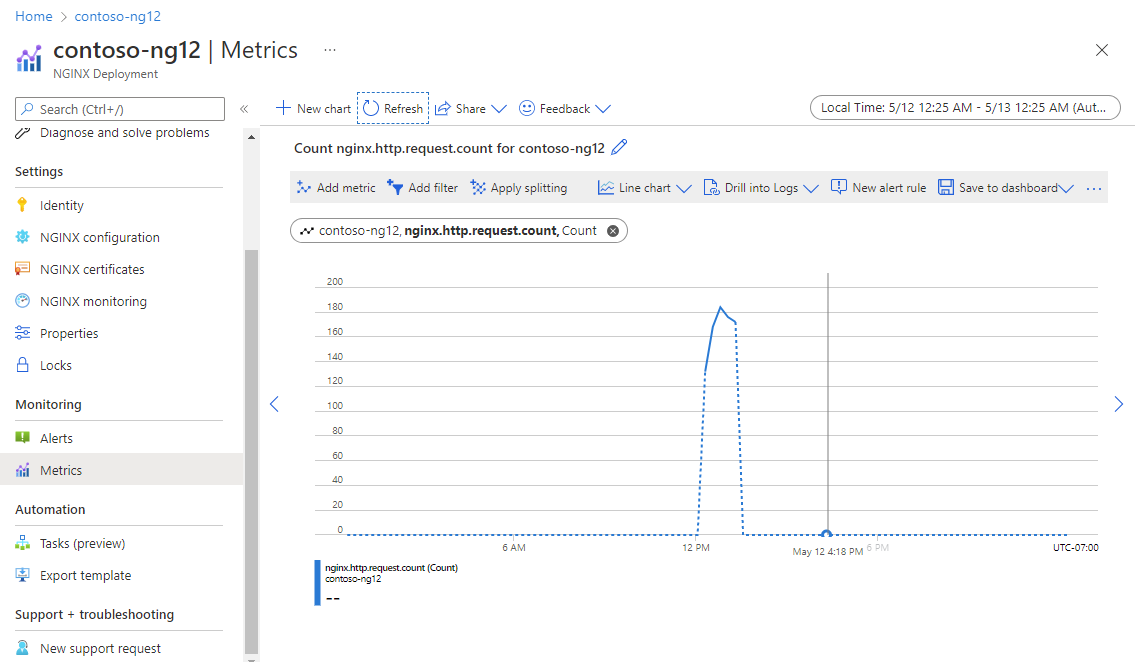 Home > contoso-ng12
contoso-ng12 | Metrics ...
NGINX Deployment
Search (Ctrl+/)
«
New chart
Refresh
Share
Feedback
Local Time: 5/12 12:25 AM - 5/13 12:25 AM (Aut...
Diagnose and solve problems
Settings
Identity
NGINX configuration
NGINX certificates
NGINX monitoring
Properties
Locks
Monitoring
Alerts
Metrics
Automation
Tasks (preview)
Export template
Support + troubleshooting
New support request
Count nginx.http.request.count for contoso-ng12
Add metric
Add filter
Apply splitting
Line chart
Drill into Logs
New alert rule
Save to dashboard
...
contoso-ng12, nginx.http.request.count, Count
200
180
160
140
120
100
80
60
40
20
0
6 AM
12 PM
May 12 4:18 PM
6 PM
UTC-07:00
nginx.http.request.count (Count)
contoso-ng12
--